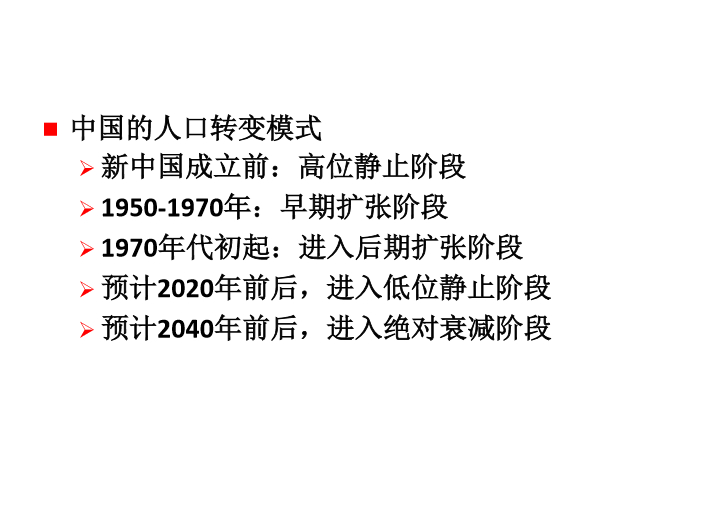 中国的人口转变模式
新中国成立前：高位静止阶段
1950-1970年：早期扩张阶段
1970年代初起：进入后期扩张阶段
预计2020年前后，进入低位静止阶段
预计2040年前后，进入绝对衰减阶段